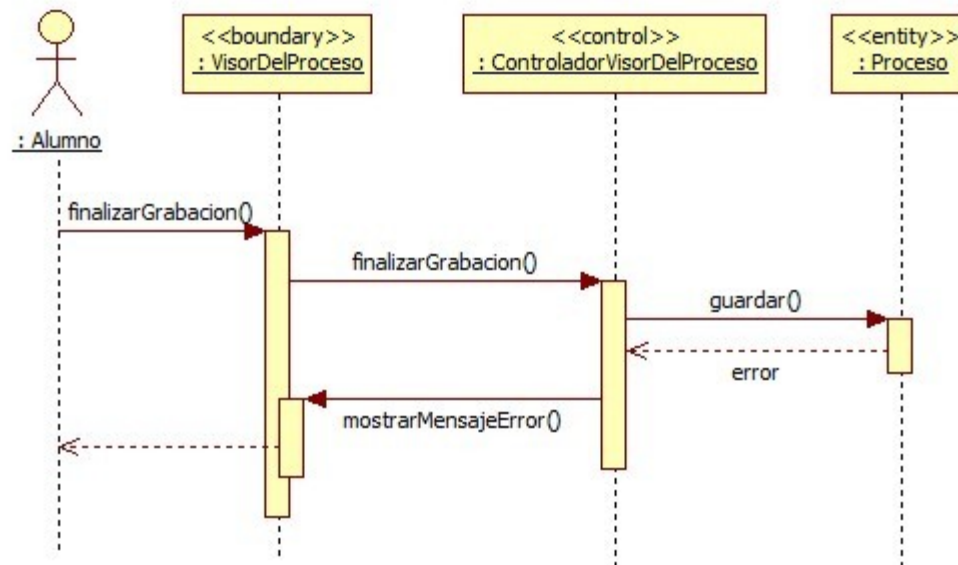 <<boundary>>
: VisorDelProceso
<<control>>
: ControladorVisorDelProceso
<<entity>>
: Proceso
: Alumno
finalizarGrabacion()
finalizarGrabacion()
guardar()
error
mostrarMensajeError()